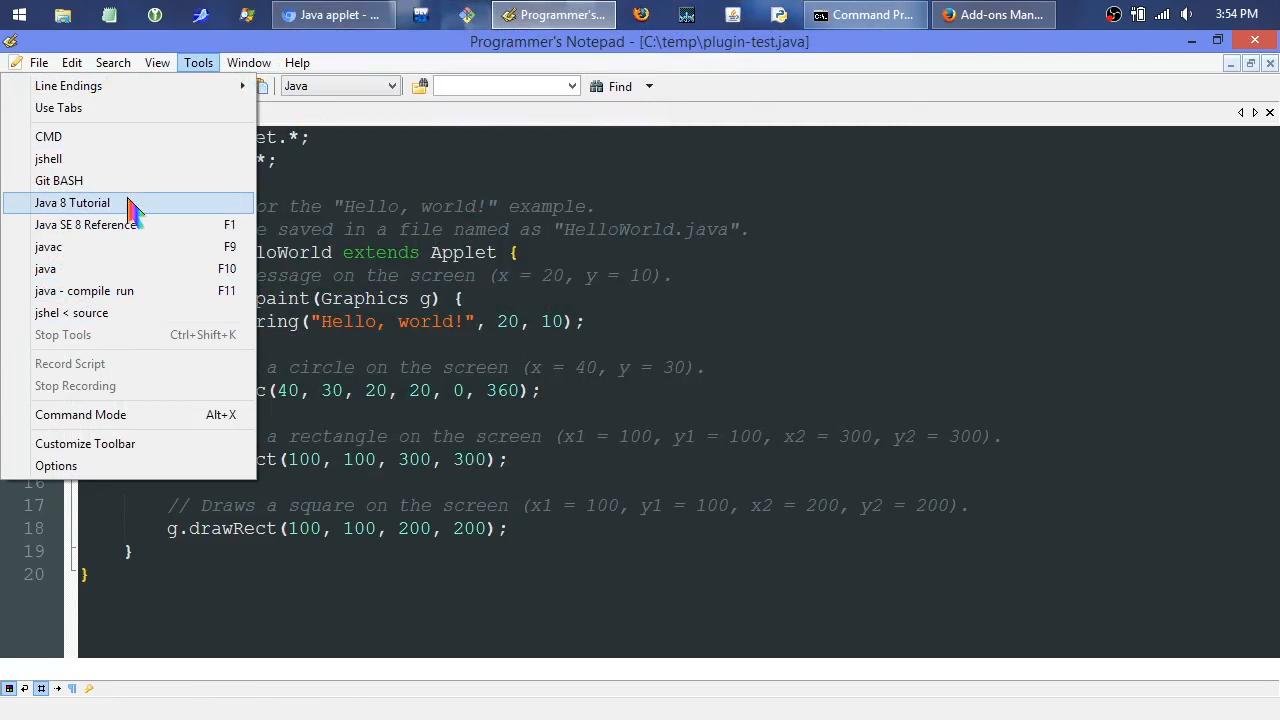 Java applet - ...
Programmer's...
Command Pr...
Add-ons Man...
3:54 PM
Programmer's Notepad - [C:\temp\plugin-test.java]
File Edit Search View Tools Window Help
Java
Find
Line Endings
Use Tabs
CMD
jshell
Git BASH
Java 8 Tutorial
Java SE 8 Reference F1
javac F9
java F10
java - compile run F11
jshel < source
Stop Tools Ctrl+Shift+K
Record Script
Stop Recording
Command Mode Alt+X
Customize Toolbar
Options
et.*;
*;
or the "Hello, world!" example.
e saved in a file named as "HelloWorld.java".
loWorld extends Applet {
essage on the screen (x = 20, y = 10).
paint(Graphics g) {
ring("Hello, world!", 20, 10);
a circle on the screen (x = 40, y = 30).
c(40, 30, 20, 20, 0, 360);
a rectangle on the screen (x1 = 100, y1 = 100, x2 = 300, y2 = 300).
ct(100, 100, 300, 300);
16
17 // Draws a square on the screen (x1 = 100, y1 = 100, x2 = 200, y2 = 200).
18 g.drawRect(100, 100, 200, 200);
19 }
20 }